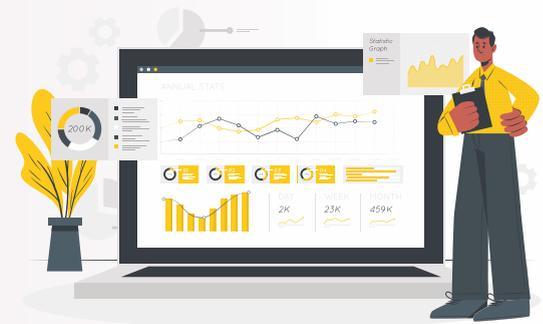 Statistic
Graph
ANNUAL STATS
200K
DAY
WEEK
MONTH
2K
23K
459K